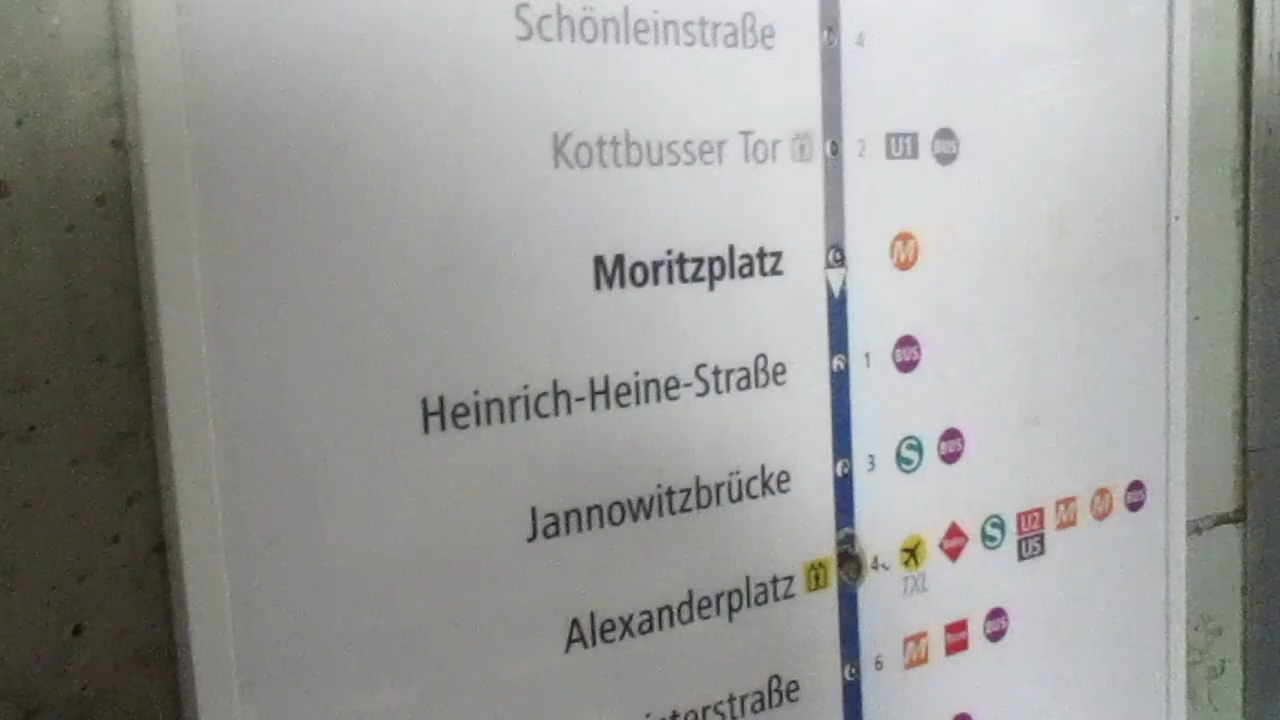 Schönleinstraße 4
Kottbusser Tor 2 U1 BUS
Moritzplatz M
Heinrich-Heine-Straße 1 BUS
Jannowitzbrücke 3 S BUS
Alexanderplatz 4 S U2 M M BUS
TXL U5
6 M Tram BUS